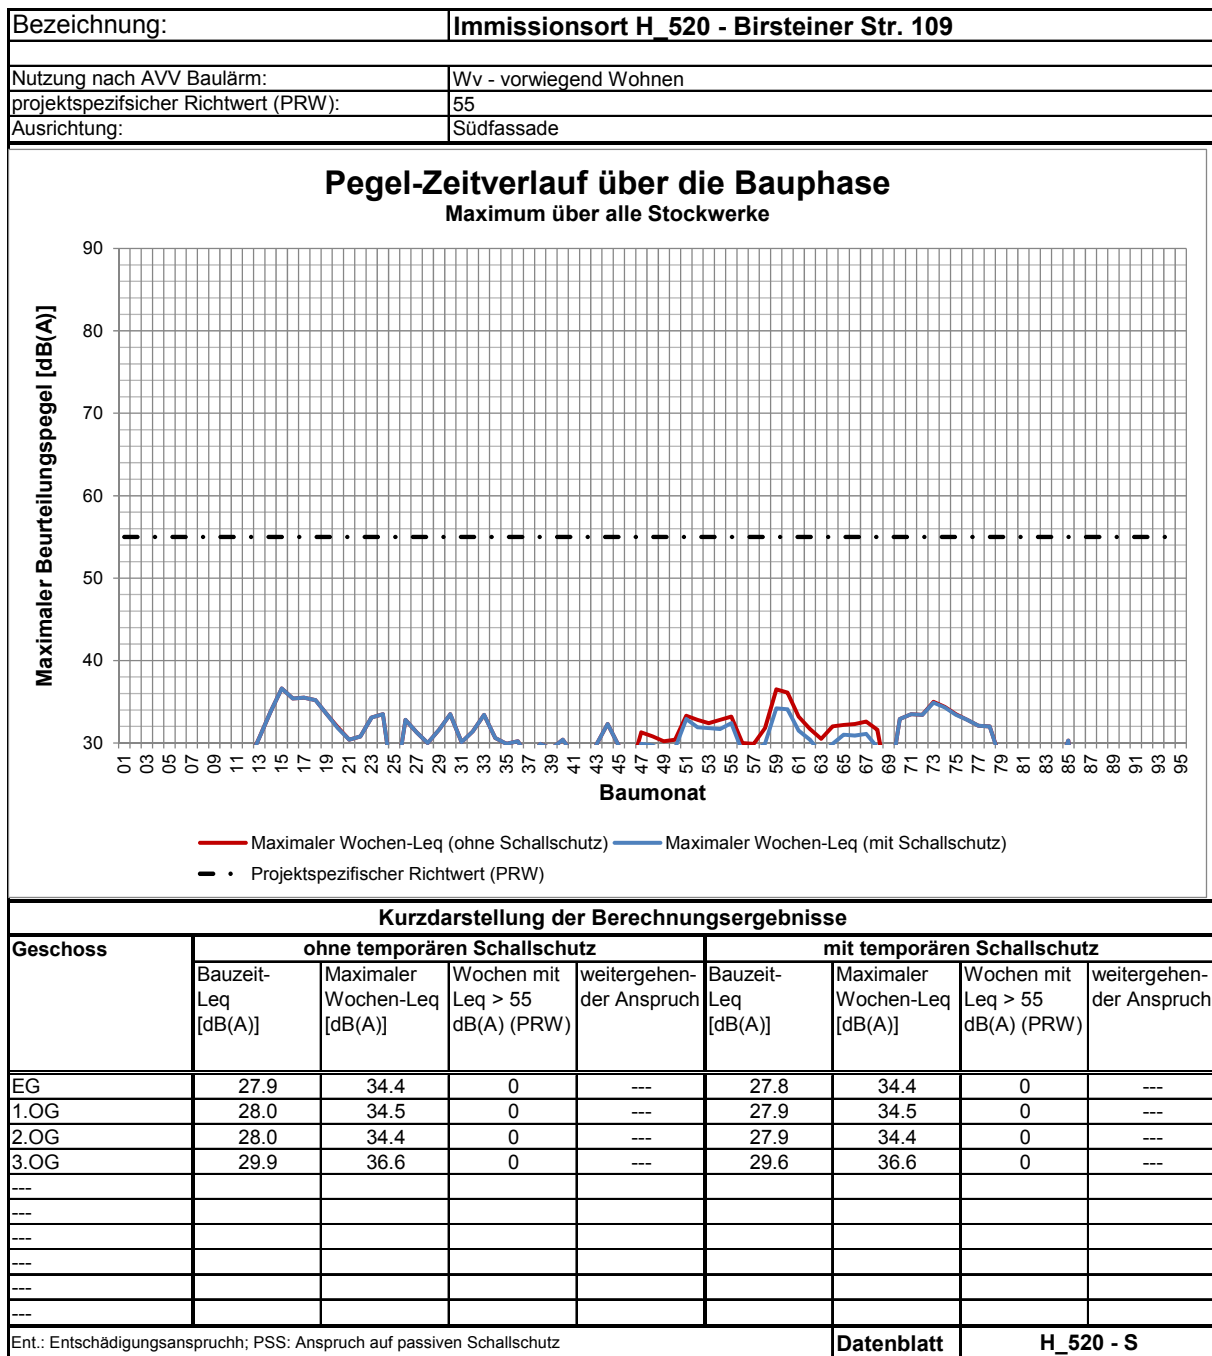 Bezeichnung: Immissionsort H_520 - Birsteiner Str. 109
Nutzung nach AVV Baulärm: Wv - vorwiegend Wohnen
projektspezifsicher Richtwert (PRW): 55
Ausrichtung: Südfassade
Pegel-Zeitverlauf über die Bauphase
Maximum über alle Stockwerke
Maximaler Beurteilungspegel [dB(A)]
90
80
70
60
50
40
30
01 03 05 07 09 11 13 15 17 19 21 23 25 26 28 29 31 33 35 36 38 39 41 43 45 47 49 51 53 55 57 59 61 63 65 67 69 71 73 75 77 79 81 83 85 87 89 91 93 95
Baumonat
Maximaler Wochen-Leq (ohne Schallschutz) Maximaler Wochen-Leq (mit Schallschutz)
Projektspezifischer Richtwert (PRW)
Kurzdarstellung der Berechnungsergebnisse
Geschoss ohne temporären Schallschutz mit temporären Schallschutz
Bauzeit- Maximaler Wochen mit weitergehen- Bauzeit- Maximaler Wochen mit weitergehen-
Leq Wochen-Leq Leq > 55 der Anspruch Leq Wochen-Leq Leq > 55 der Anspruch
[dB(A)] [dB(A)] dB(A) (PRW) [dB(A)] [dB(A)] dB(A) (PRW)
EG 27.9 34.4 0 --- 27.8 34.4 0 ---
1.OG 28.0 34.5 0 --- 27.9 34.5 0 ---
2.OG 28.0 34.4 0 --- 27.9 34.4 0 ---
3.OG 29.9 36.6 0 --- 29.6 36.6 0 ---
---
---
---
---
---
---
Ent.: Entschädigungsanspruchh; PSS: Anspruch auf passiven Schallschutz Datenblatt H_520 - S